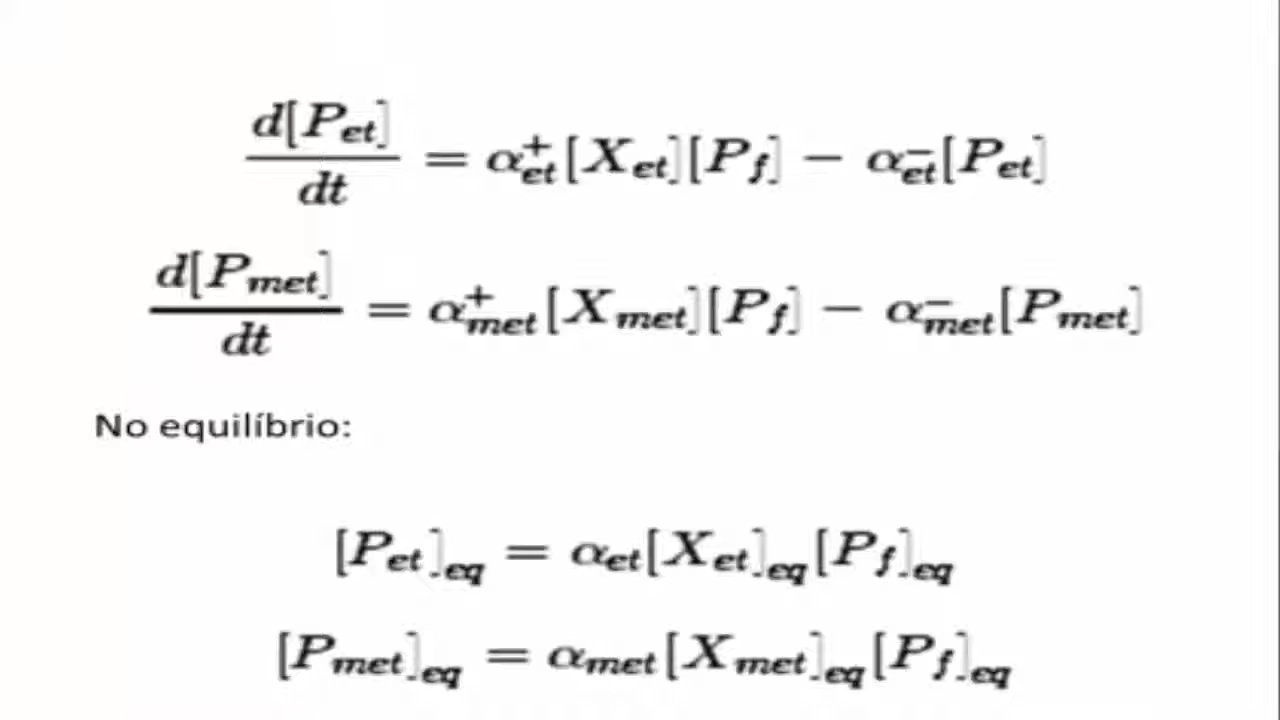 d[P_et]/dt = α⁺_et[X_et][P_f] − α⁻_et[P_et]
d[P_met]/dt = α⁺_met[X_met][P_f] − α⁻_met[P_met]
No equilíbrio:
[P_et]_eq = α_et[X_et]_eq[P_f]_eq
[P_met]_eq = α_met[X_met]_eq[P_f]_eq